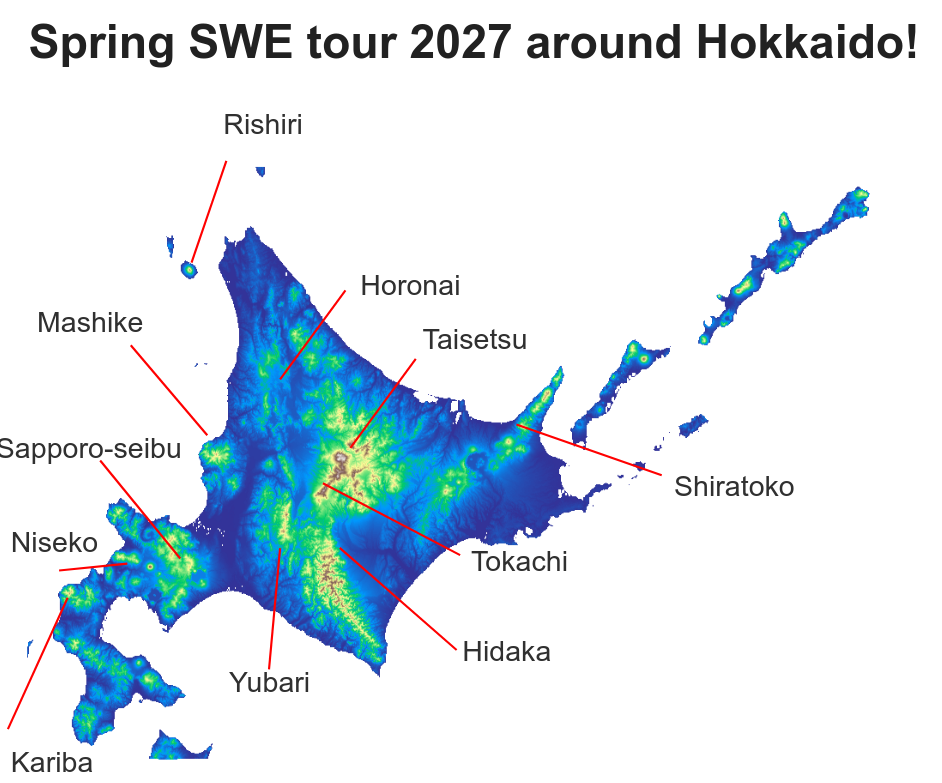 Spring SWE tour 2027 around Hokkaido!
Rishiri
Horonai
Mashike
Taisetsu
Sapporo-seibu
Shiratoko
Niseko
Tokachi
Hidaka
Yubari
Kariba